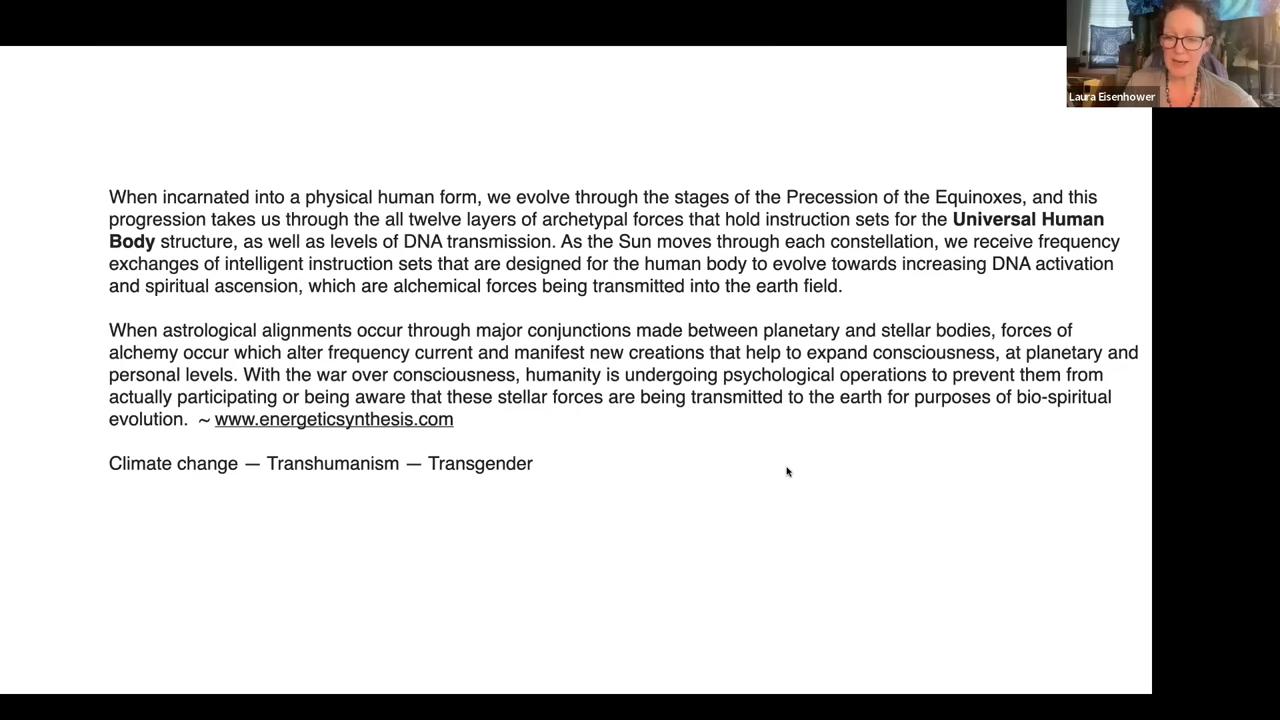 Laura Eisenhower
When incarnated into a physical human form, we evolve through the stages of the Precession of the Equinoxes, and this
progression takes us through the all twelve layers of archetypal forces that hold instruction sets for the Universal Human
Body structure, as well as levels of DNA transmission. As the Sun moves through each constellation, we receive frequency
exchanges of intelligent instruction sets that are designed for the human body to evolve towards increasing DNA activation
and spiritual ascension, which are alchemical forces being transmitted into the earth field.
When astrological alignments occur through major conjunctions made between planetary and stellar bodies, forces of
alchemy occur which alter frequency current and manifest new creations that help to expand consciousness, at planetary and
personal levels. With the war over consciousness, humanity is undergoing psychological operations to prevent them from
actually participating or being aware that these stellar forces are being transmitted to the earth for purposes of bio-spiritual
evolution. ~ www.energeticsynthesis.com
Climate change — Transhumanism — Transgender